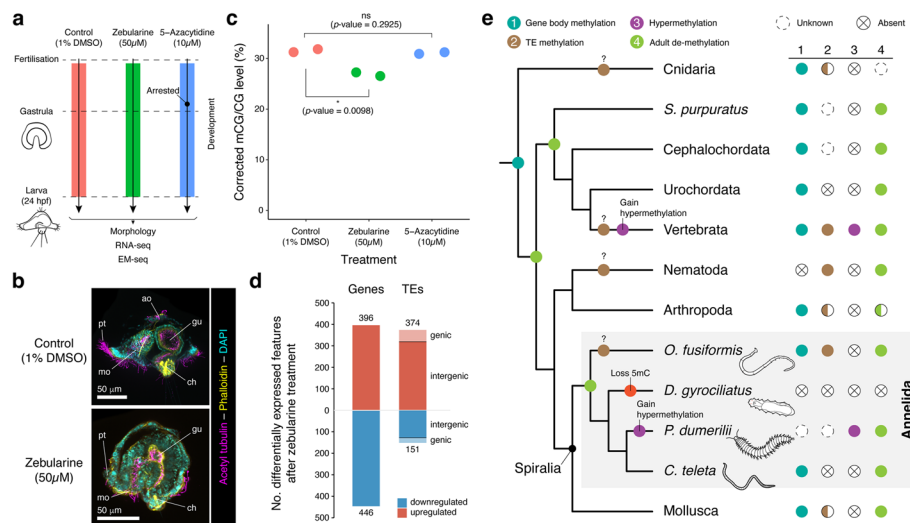 a
Control
(1% DMSO)
Zebularine
(50µM)
5-Azacytidine
(10µM)
Fertilisation
Arrested
Gastrula
Development
Larva
(24 hpf)
Morphology
RNA-seq
EM-seq
b
Control
(1% DMSO)
ao
pt
gu
mo
ch
50 µm
Zebularine
(50µM)
pt
gu
mo
ch
50 µm
Acetyl tubulin – Phalloidin – DAPI
c
Corrected mCG/CG level (%)
ns
(p-value = 0.2925)
*
(p-value = 0.0098)
30
20
10
0
Control
(1% DMSO)
Zebularine
(50µM)
5−Azacytidine
(10µM)
Treatment
d
Genes
TEs
No. differentially expressed features
after zebularine treatment
500
400
300
200
100
0
100
200
300
400
500
396
374
genic
intergenic
intergenic
genic
151
446
downregulated
upregulated
e
1 Gene body methylation
3 Hypermethylation
Unknown
Absent
2 TE methylation
4 Adult de-methylation
1 2 3 4
?
Cnidaria
S. purpuratus
Cephalochordata
Urochordata
Gain
hypermethylation
?
Vertebrata
?
Nematoda
Arthropoda
?
O. fusiformis
Loss 5mC
D. gyrociliatus
Gain
hypermethylation
P. dumerilii
C. teleta
Annelida
Spiralia
Mollusca